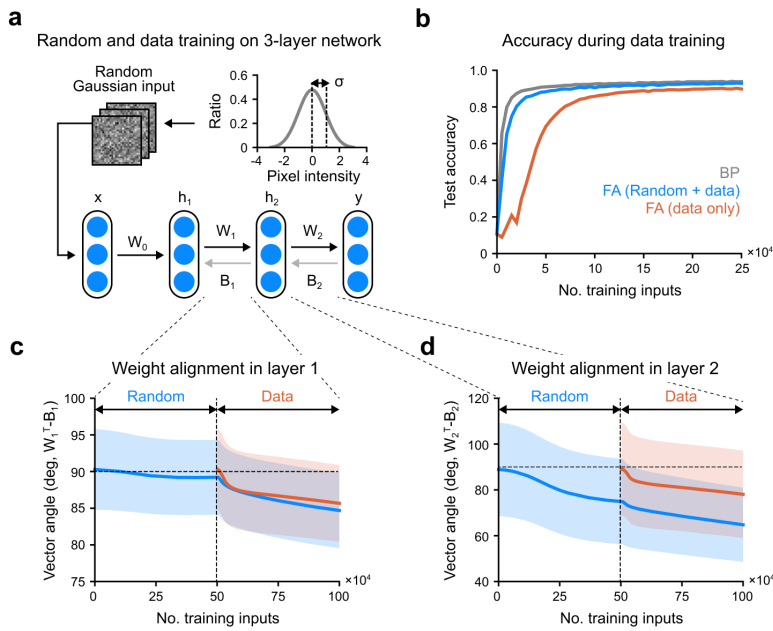 a
Random and data training on 3-layer network
Random
Gaussian input
Ratio
0.6
0.4
0.2
0
σ
-4
-2
0
2
4
Pixel intensity
x
h1
h2
y
W0
W1
W2
B1
B2
b
Accuracy during data training
Test accuracy
1.0
0.8
0.6
0.4
0.2
0
BP
FA (Random + data)
FA (data only)
0
5
10
15
20
25
×10⁴
No. training inputs
c
Weight alignment in layer 1
Random
Data
Vector angle (deg, W1ᵀ-B1)
100
95
90
85
80
75
0
25
50
75
100
×10⁴
No. training inputs
d
Weight alignment in layer 2
Random
Data
Vector angle (deg, W2ᵀ-B2)
120
100
80
60
40
0
25
50
75
100
×10⁴
No. training inputs